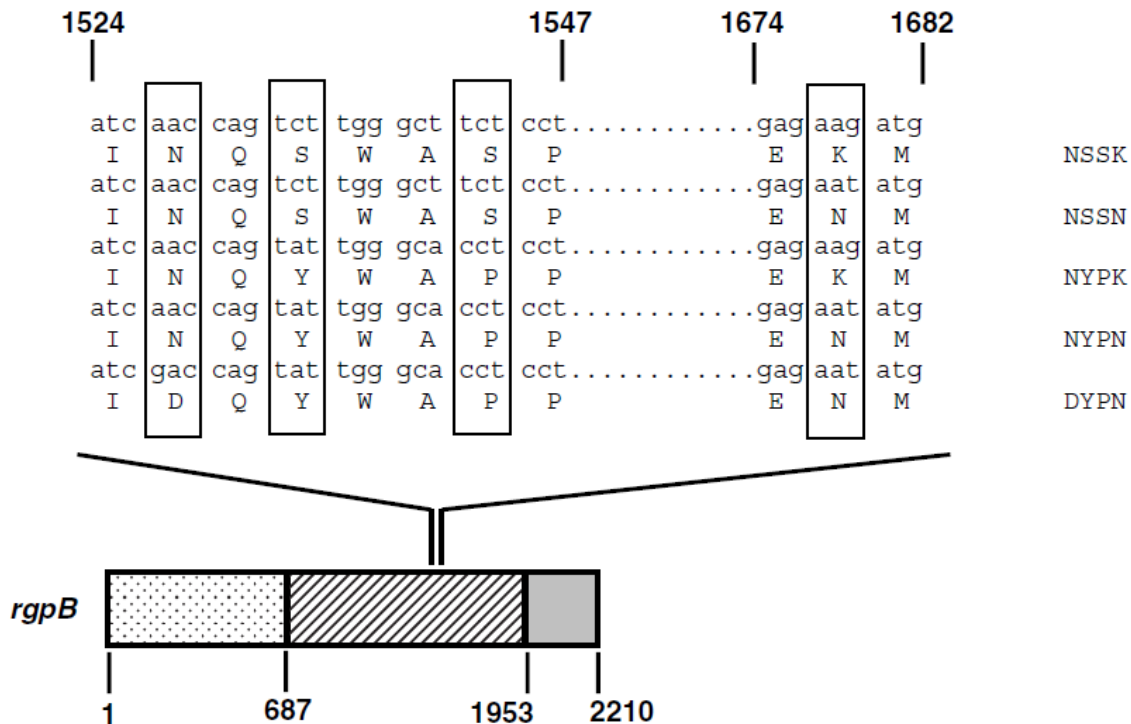 1524 1547 1674 1682
atc aac cag tct tgg gct tct cct............gag aag atg
I N Q S W A S P E K M NSSK
atc aac cag tct tgg gct tct cct............gag aat atg
I N Q S W A S P E N M NSSN
atc aac cag tat tgg gca cct cct............gag aag atg
I N Q Y W A P P E K M NYPK
atc aac cag tat tgg gca cct cct............gag aat atg
I N Q Y W A P P E N M NYPN
atc gac cag tat tgg gca cct cct............gag aat atg
I D Q Y W A P P E N M DYPN
rgpB
1 687 1953 2210